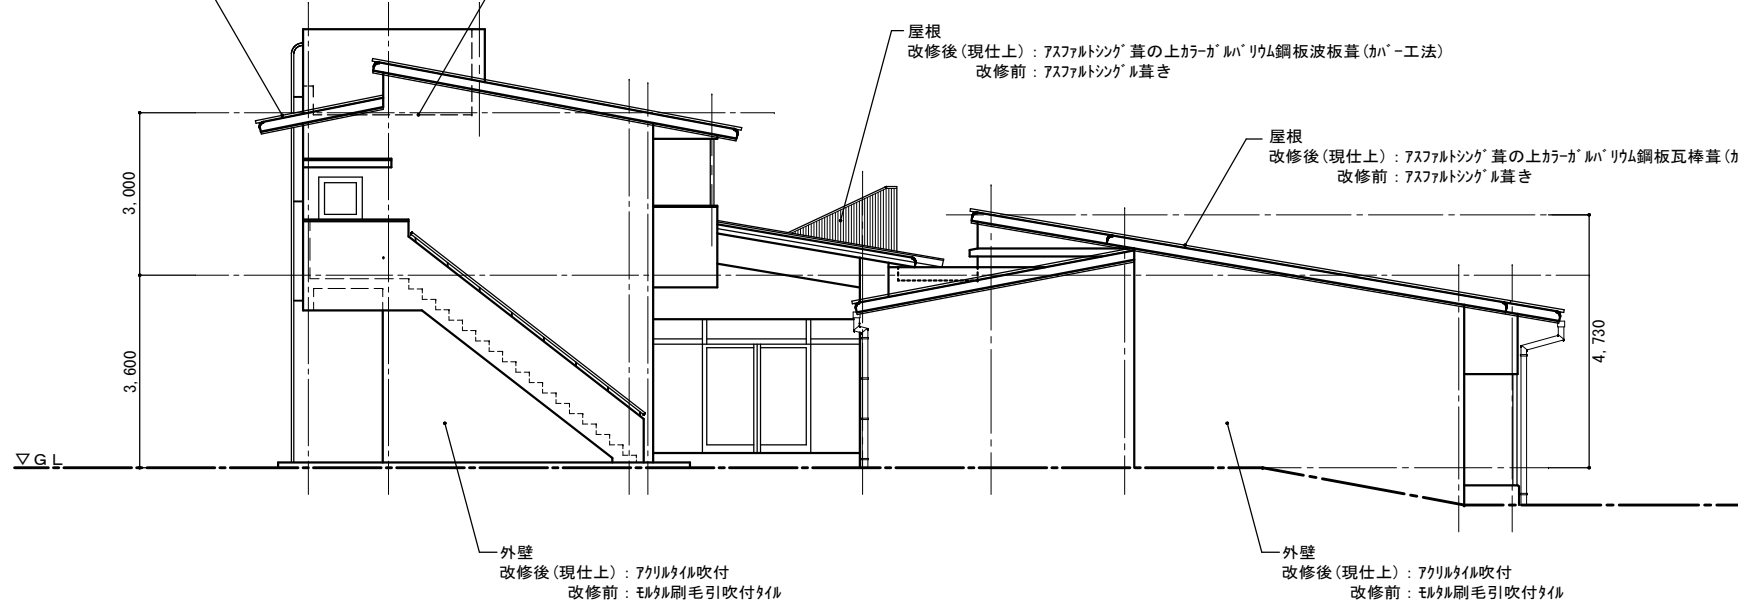 屋根
改修後(現仕上)：ｱｽﾌｧﾙﾄｼﾝｸﾞ葺の上ｶﾗｰｶﾞﾙﾊﾞﾘｳﾑ鋼板波板葺(ｶﾊﾞｰ工法)
改修前：ｱｽﾌｧﾙﾄｼﾝｸﾞﾙ葺き
屋根
改修後(現仕上)：ｱｽﾌｧﾙﾄｼﾝｸﾞ葺の上ｶﾗｰｶﾞﾙﾊﾞﾘｳﾑ鋼板瓦棒葺(ｶ
改修前：ｱｽﾌｧﾙﾄｼﾝｸﾞﾙ葺き
3,000
3,600
4,730
▽GL
外壁
改修後(現仕上)：ｱｸﾘﾙﾀｲﾙ吹付
改修前：ﾓﾙﾀﾙ刷毛引吹付ﾀｲﾙ
外壁
改修後(現仕上)：ｱｸﾘﾙﾀｲﾙ吹付
改修前：ﾓﾙﾀﾙ刷毛引吹付ﾀｲﾙ